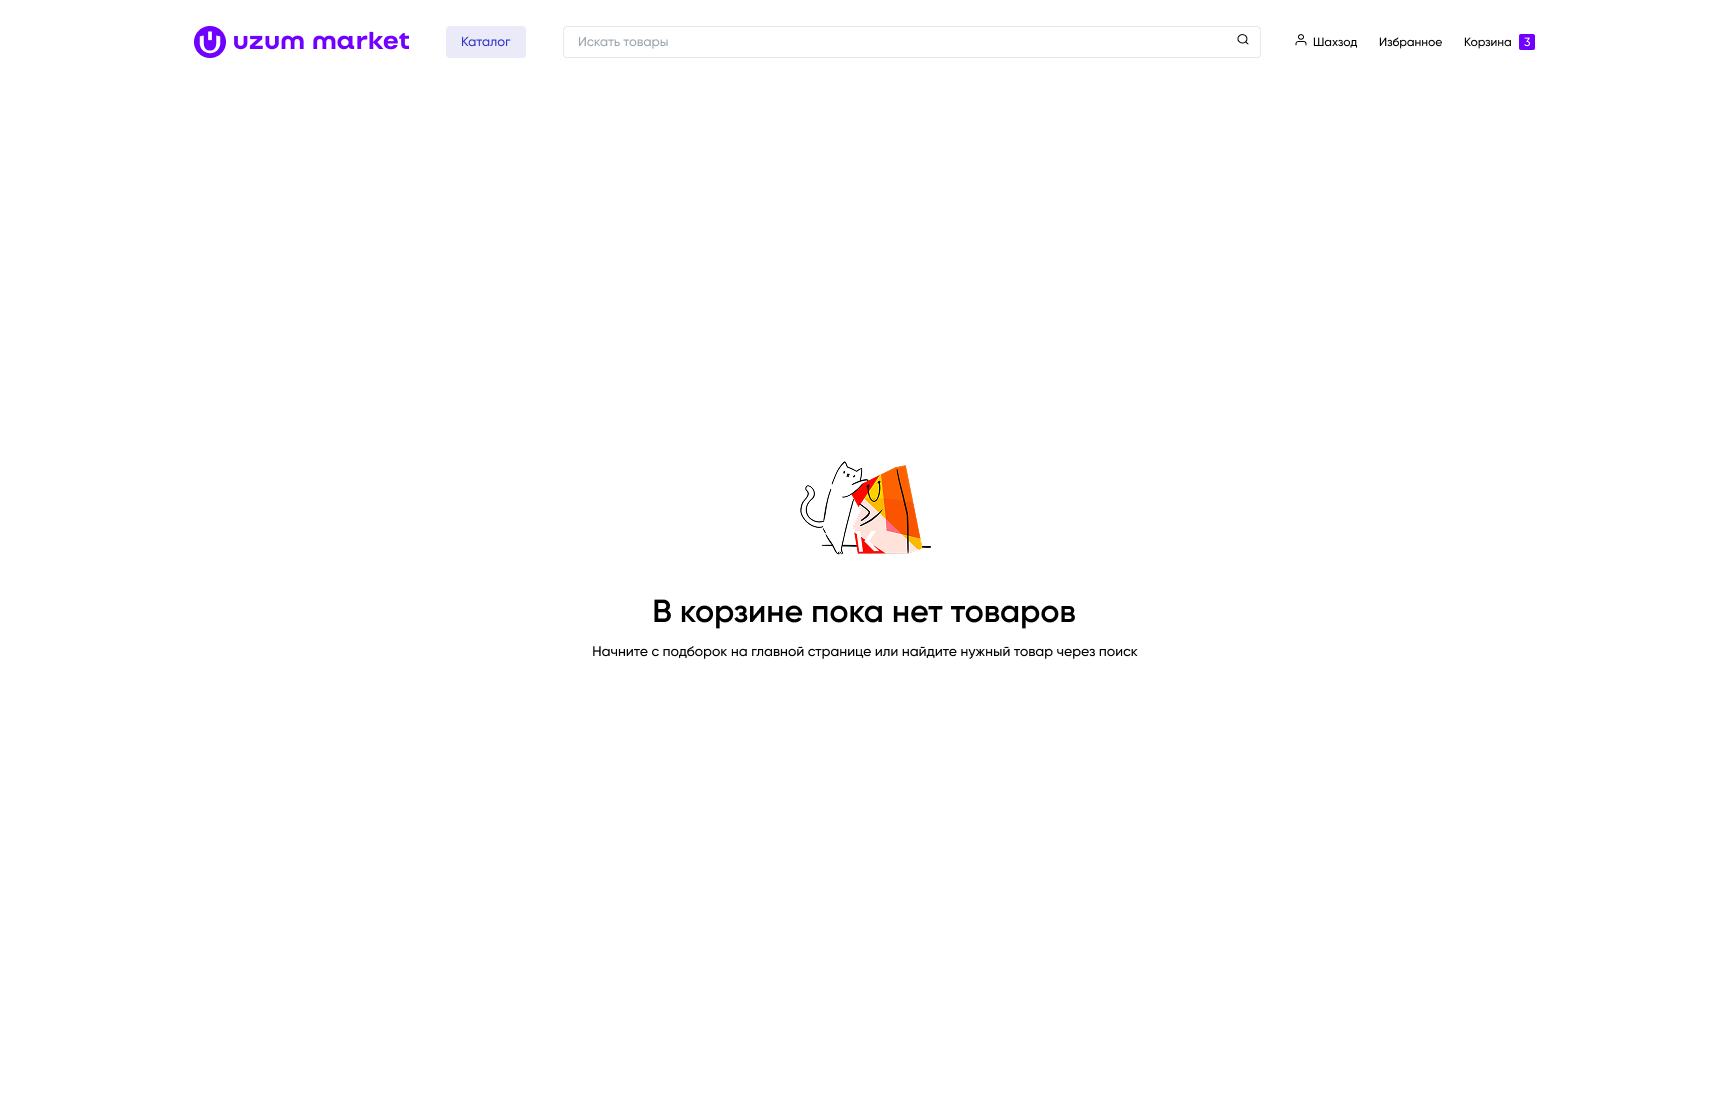 uzum market
Каталог
Искать товары
Шахзод
Избранное
Корзина 3
В корзине пока нет товаров
Начните с подборок на главной странице или найдите нужный товар через поиск